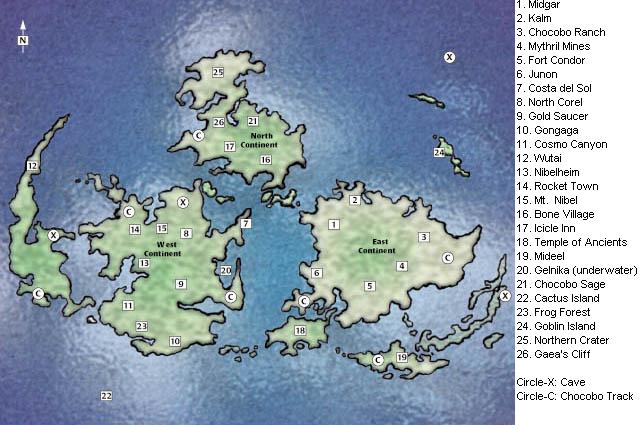 N
X
25
26
21
C
North
Continent
17
16
24
12
C
X
2
14
15
8
7
1
X
West
Continent
East
Continent
3
13
C
4
20
6
9
5
C
C
X
C
11
18
23
10
C
19
22
1. Midgar
2. Kalm
3. Chocobo Ranch
4. Mythril Mines
5. Fort Condor
6. Junon
7. Costa del Sol
8. North Corel
9. Gold Saucer
10. Gongaga
11. Cosmo Canyon
12. Wutai
13. Nibelheim
14. Rocket Town
15. Mt. Nibel
16. Bone Village
17. Icicle Inn
18. Temple of Ancients
19. Mideel
20. Gelnika (underwater)
21. Chocobo Sage
22. Cactus Island
23. Frog Forest
24. Goblin Island
25. Northern Crater
26. Gaea's Cliff
Circle-X: Cave
Circle-C: Chocobo Track